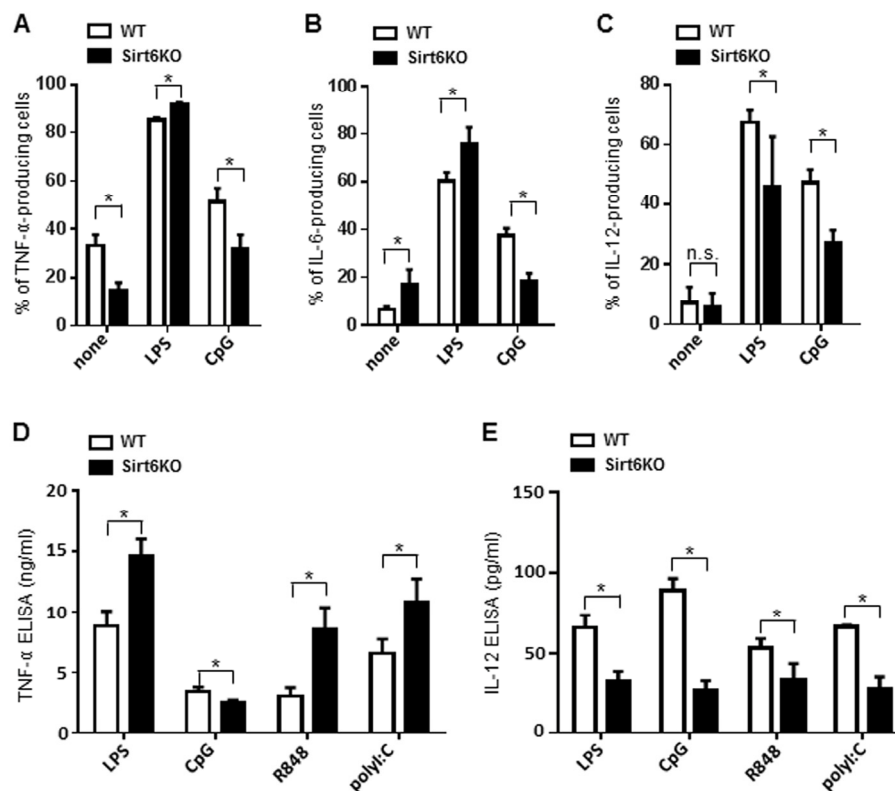 A
WT
Sirt6KO
% of TNF-α-producing cells
100
80
60
40
20
0
*
*
*
none
LPS
CpG
B
WT
Sirt6KO
% of IL-6-producing cells
100
80
60
40
20
0
*
*
*
none
LPS
CpG
C
WT
Sirt6KO
% of IL-12-producing cells
80
60
40
20
0
n.s.
*
*
none
LPS
CpG
D
WT
Sirt6KO
TNF-α ELISA (ng/ml)
20
15
10
5
0
*
*
*
*
LPS
CpG
R848
polyI:C
E
WT
Sirt6KO
IL-12 ELISA (pg/ml)
150
100
50
0
*
*
*
*
LPS
CpG
R848
polyI:C